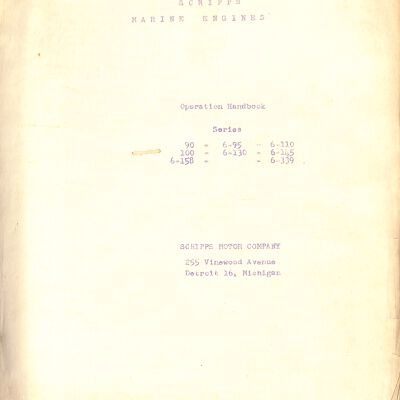 SCRIPPS
MARINE ENGINES
Operation Handbook
Series
90 - 6-95 - 6-110
100 - 6-130 - 6-145
6-158 - - 6-339
SCRIPPS MOTOR COMPANY
255 Vinewood Avenue
Detroit 16, Michigan